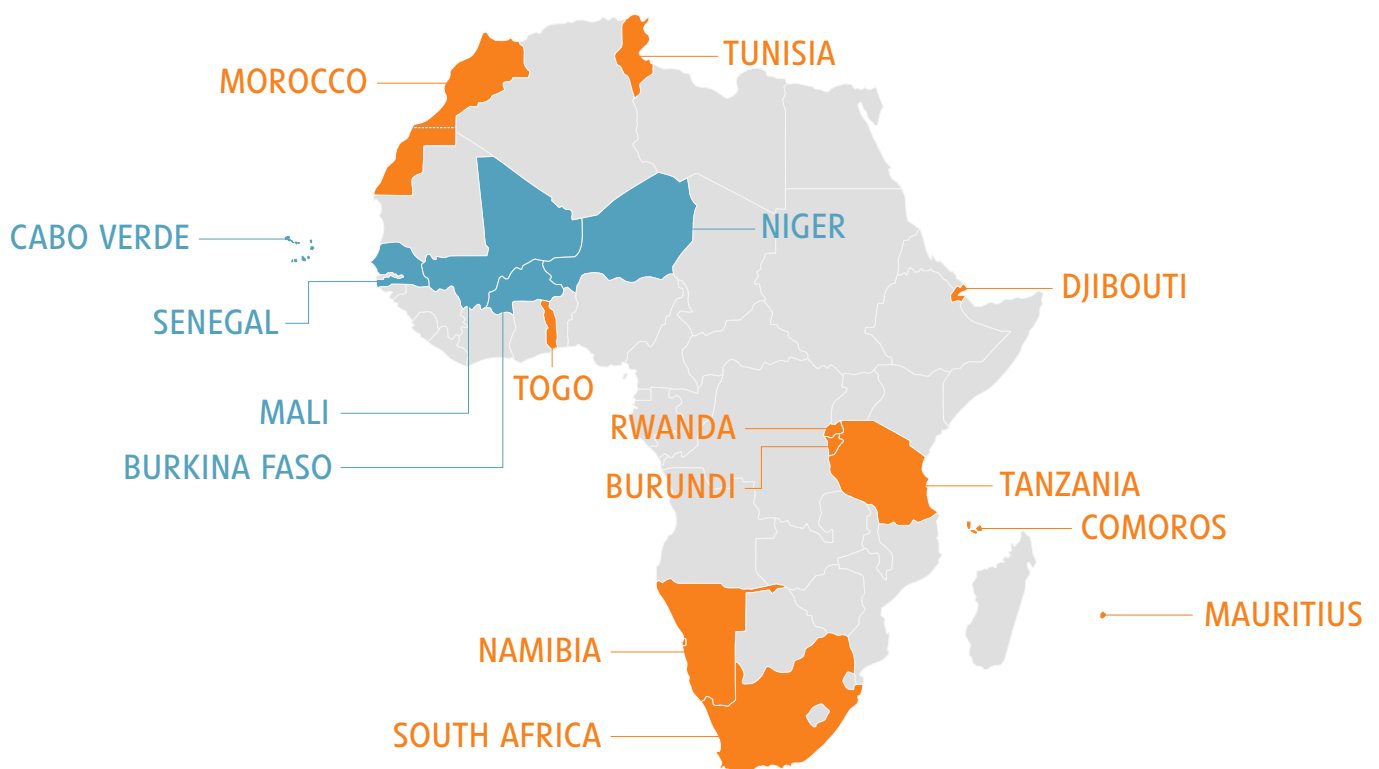 TUNISIA
MOROCCO
CABO VERDE
NIGER
DJIBOUTI
SENEGAL
TOGO
MALI
RWANDA
BURKINA FASO
BURUNDI
TANZANIA
COMOROS
MAURITIUS
NAMIBIA
SOUTH AFRICA